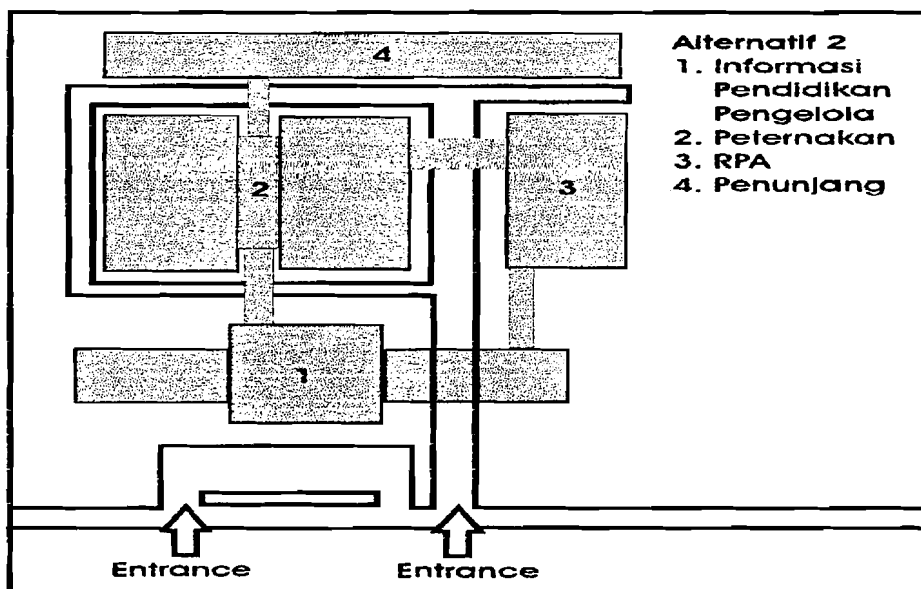 4
Alternatif 2
1. Informasi
Pendidikan
Pengelola
2. Peternakan
3. RPA
4. Penunjang
2
3
1
Entrance
Entrance